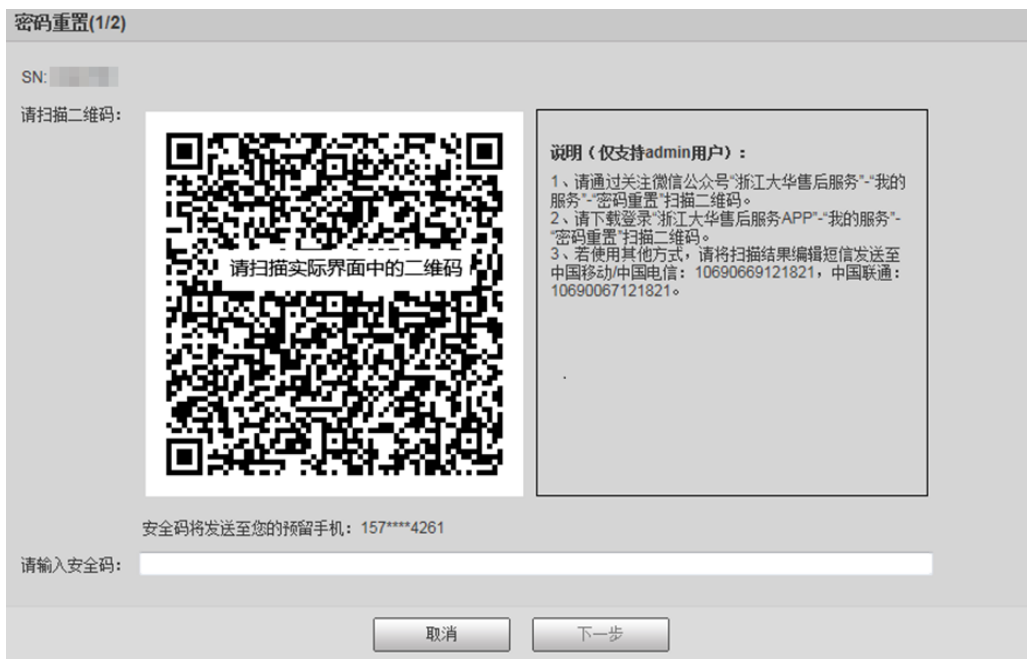 密码重置(1/2)
SN:
请扫描二维码：
请扫描实际界面中的二维码
说明（仅支持admin用户）：
1、请通过关注微信公众号“浙江大华售后服务”-“我的
服务”-“密码重置”扫描二维码。
2、请下载登录“浙江大华售后服务APP”-“我的服务”-
“密码重置”扫描二维码。
3、若使用其他方式，请将扫描结果编辑短信发送至
中国移动/中国电信：10690669121821，中国联通：
10690067121821。
安全码将发送至您的预留手机：157****4261
请输入安全码：
取消
下一步